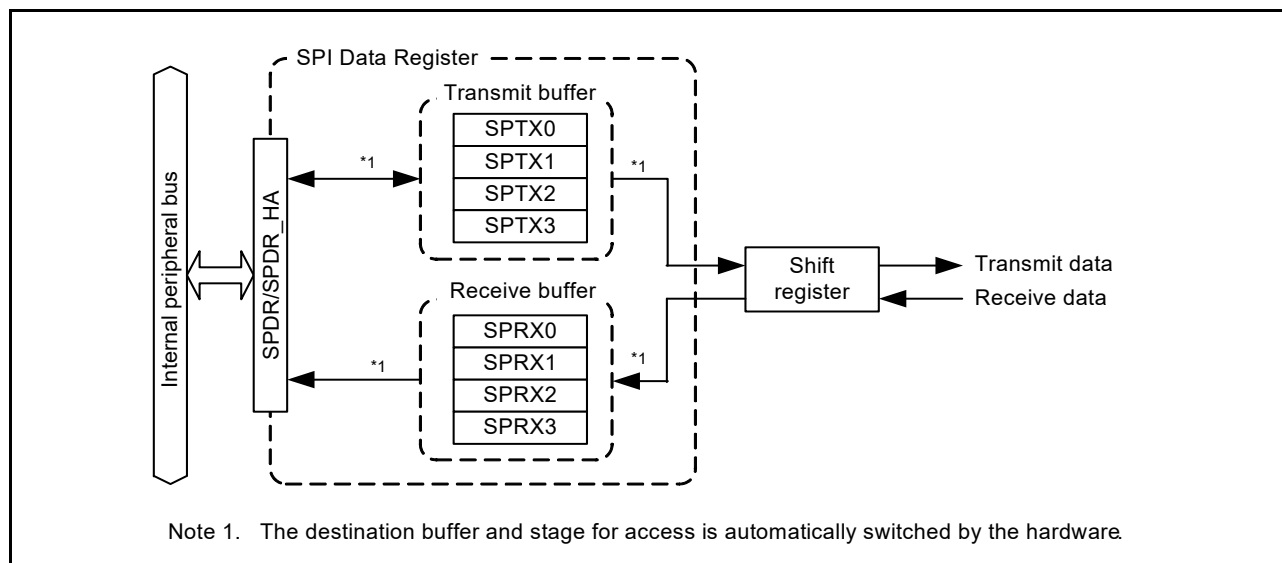 SPI Data Register
Transmit buffer
SPTX0
SPTX1
SPTX2
SPTX3
*1
*1
Internal peripheral bus
SPDR/SPDR_HA
Shift
register
Transmit data
Receive data
Receive buffer
SPRX0
SPRX1
SPRX2
SPRX3
*1
*1
Note 1. The destination buffer and stage for access is automatically switched by the hardware.